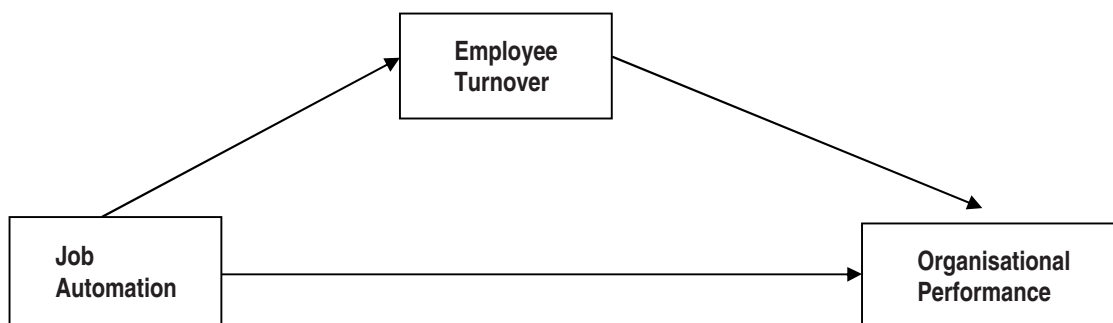 Employee
Turnover
Job
Automation
Organisational
Performance